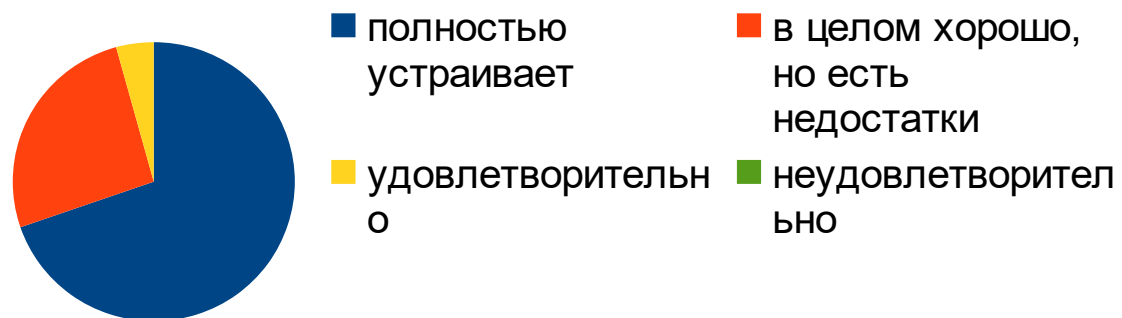 полностью
устраивает
в целом хорошо,
но есть
недостатки
удовлетворительн
о
неудовлетворител
ьно